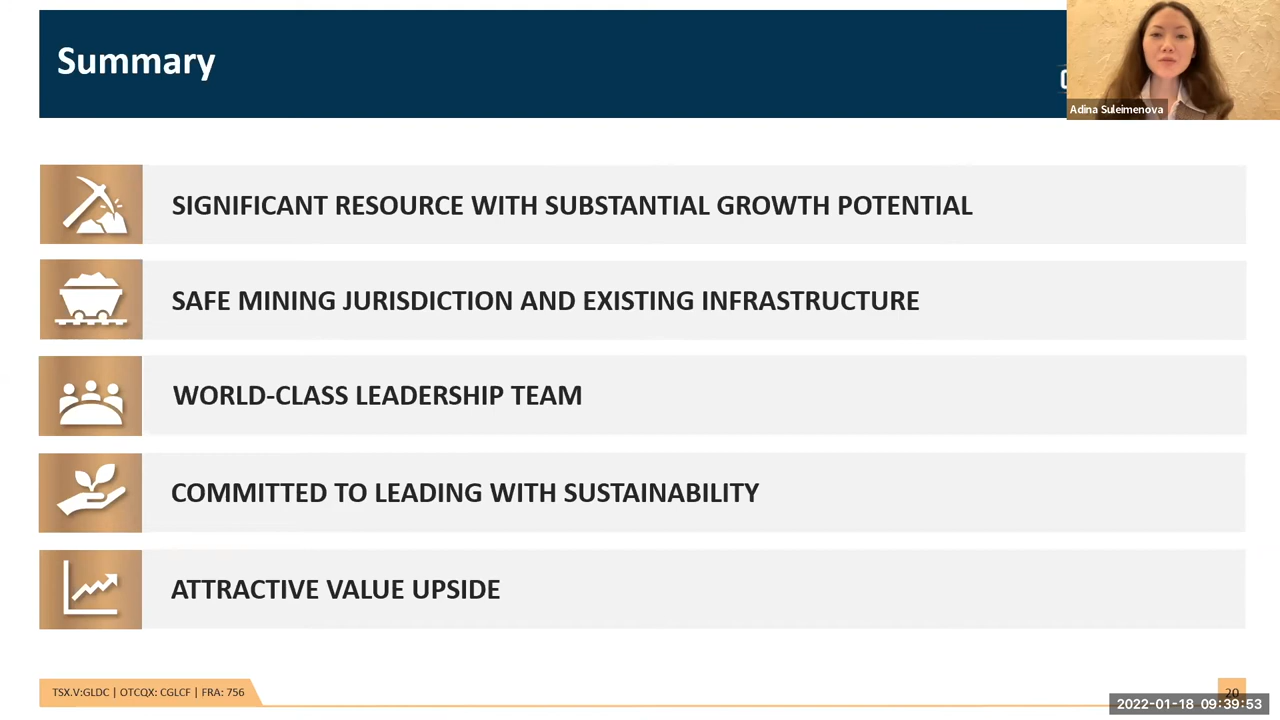 Summary
Adina Suleimenova
SIGNIFICANT RESOURCE WITH SUBSTANTIAL GROWTH POTENTIAL
SAFE MINING JURISDICTION AND EXISTING INFRASTRUCTURE
WORLD-CLASS LEADERSHIP TEAM
COMMITTED TO LEADING WITH SUSTAINABILITY
ATTRACTIVE VALUE UPSIDE
TSX.V:GLDC | OTCQX: CGLCF | FRA: 756
20
2022-01-18 09:39:53